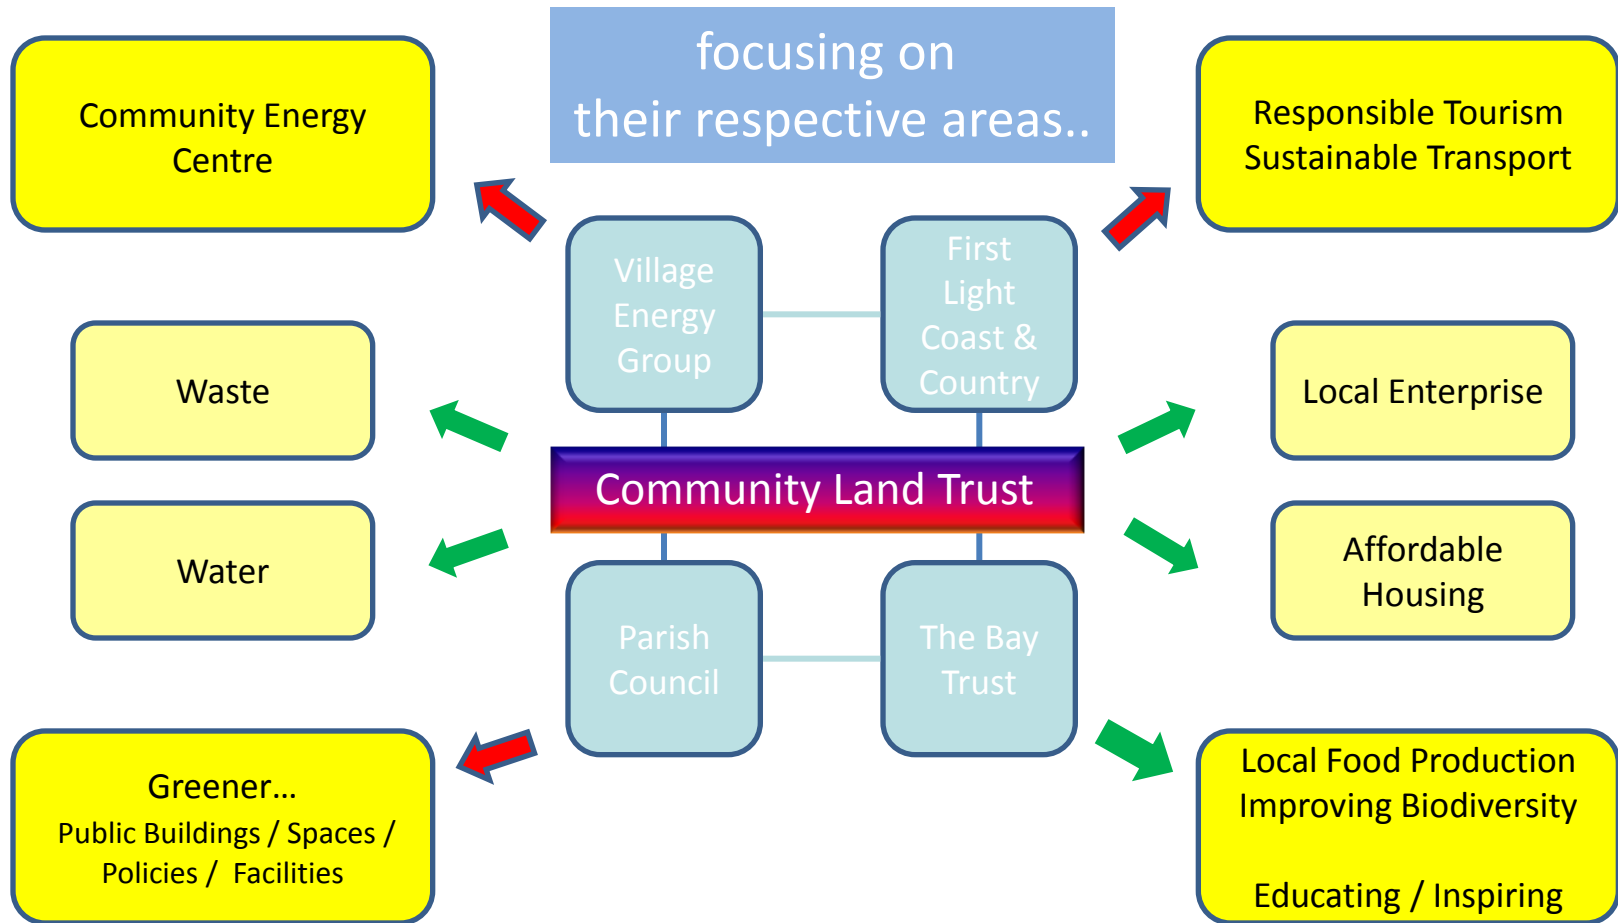 focusing on
their respective areas..
Community Energy
Centre
Responsible Tourism
Sustainable Transport
Village
Energy
Group
First
Light
Coast &
Country
Waste
Local Enterprise
Community Land Trust
Water
Affordable
Housing
Parish
Council
The Bay
Trust
Greener...
Public Buildings / Spaces /
Policies /  Facilities
Local Food Production
Improving Biodiversity
Educating / Inspiring